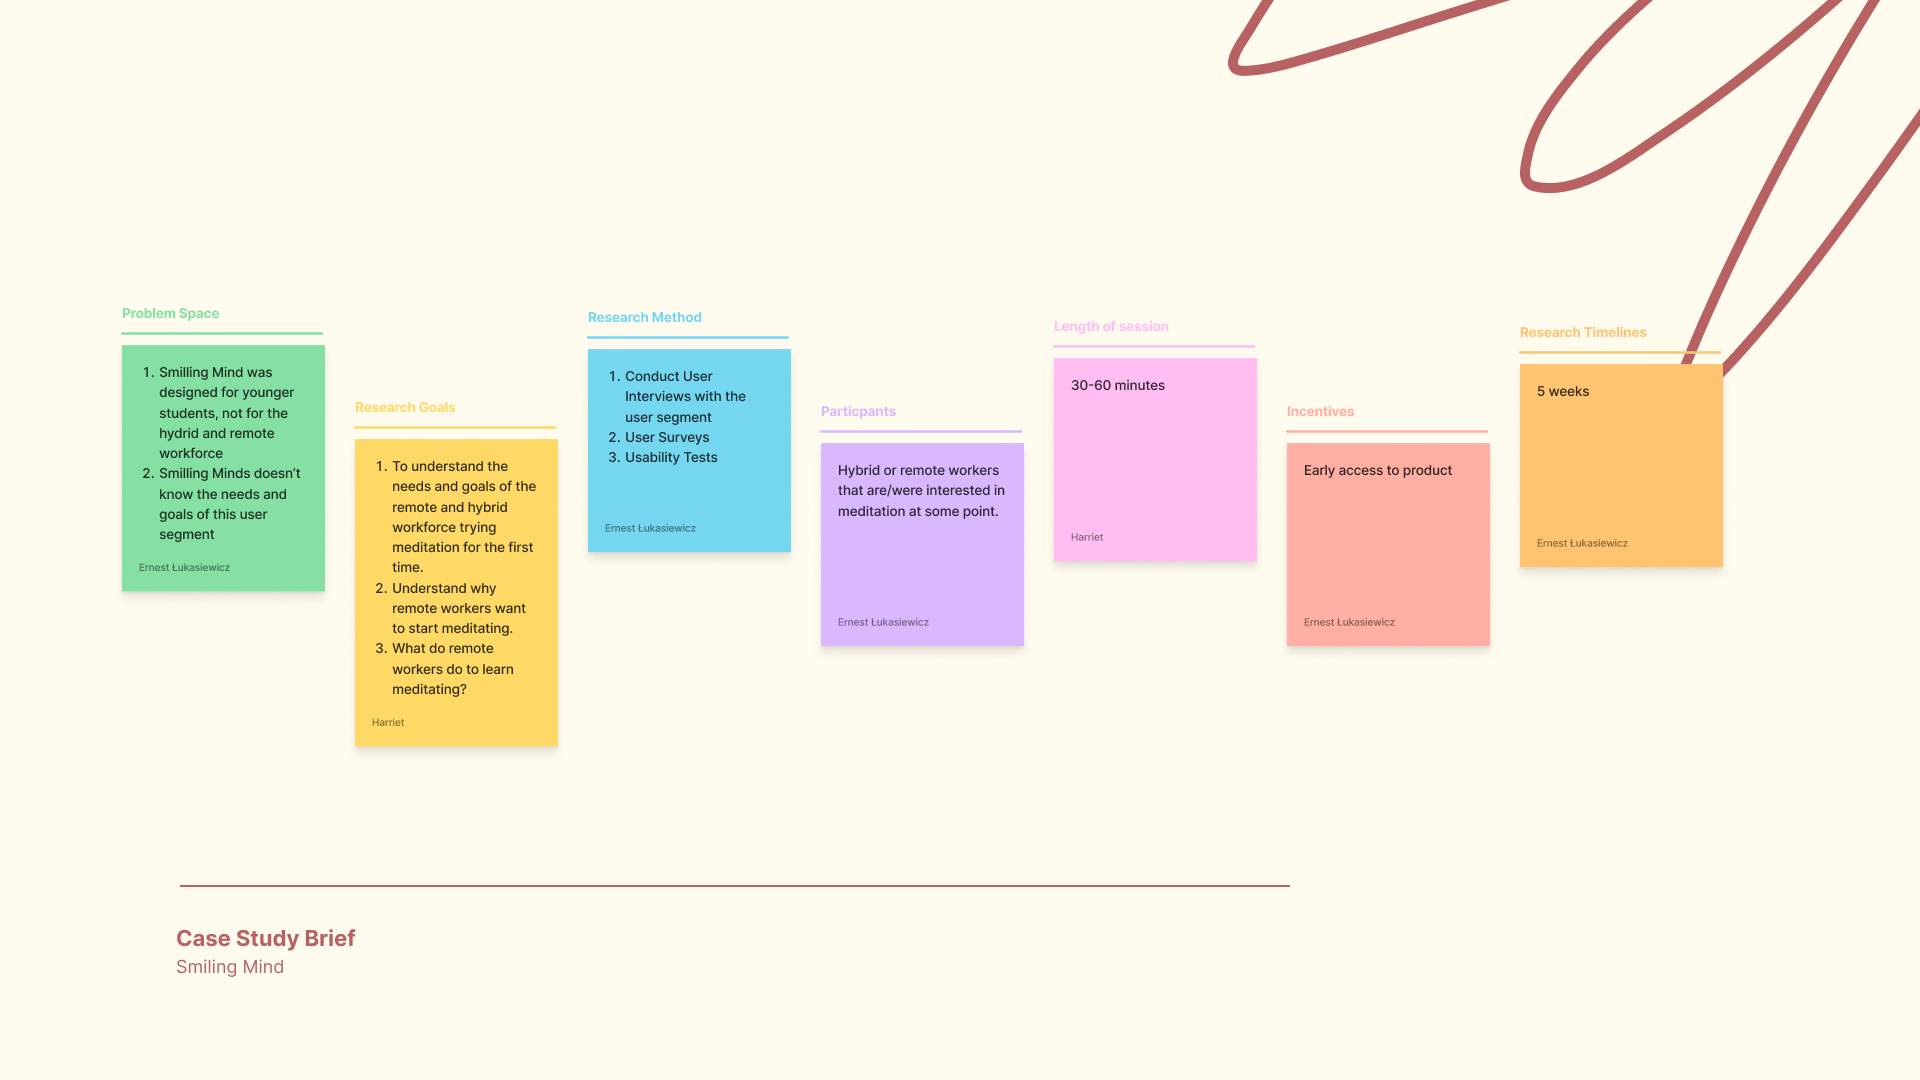 Problem Space
1. Smilling Mind was
designed for younger
students, not for the
hydrid and remote
workforce
2. Smilling Minds doesn’t
know the needs and
goals of this user
segment
Ernest Łukasiewicz
Research Goals
1. To understand the
needs and goals of the
remote and hybrid
workforce trying
meditation for the first
time.
2. Understand why
remote workers want
to start meditating.
3. What do remote
workers do to learn
meditating?
Harriet
Research Method
1. Conduct User
Interviews with the
user segment
2. User Surveys
3. Usability Tests
Ernest Łukasiewicz
Particpants
Hybrid or remote workers
that are/were interested in
meditation at some point.
Ernest Łukasiewicz
Length of session
30-60 minutes
Harriet
Incentives
Early access to product
Ernest Łukasiewicz
Research Timelines
5 weeks
Ernest Łukasiewicz
Case Study Brief
Smiling Mind